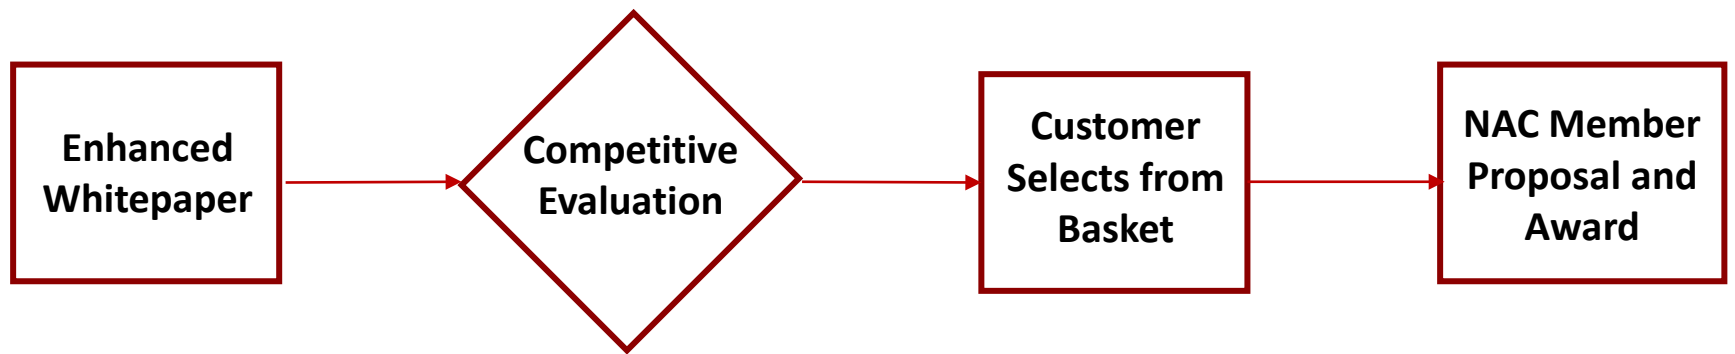 Enhanced
Whitepaper
Competitive
Evaluation
Customer
Selects from
Basket
NAC Member
Proposal and
Award